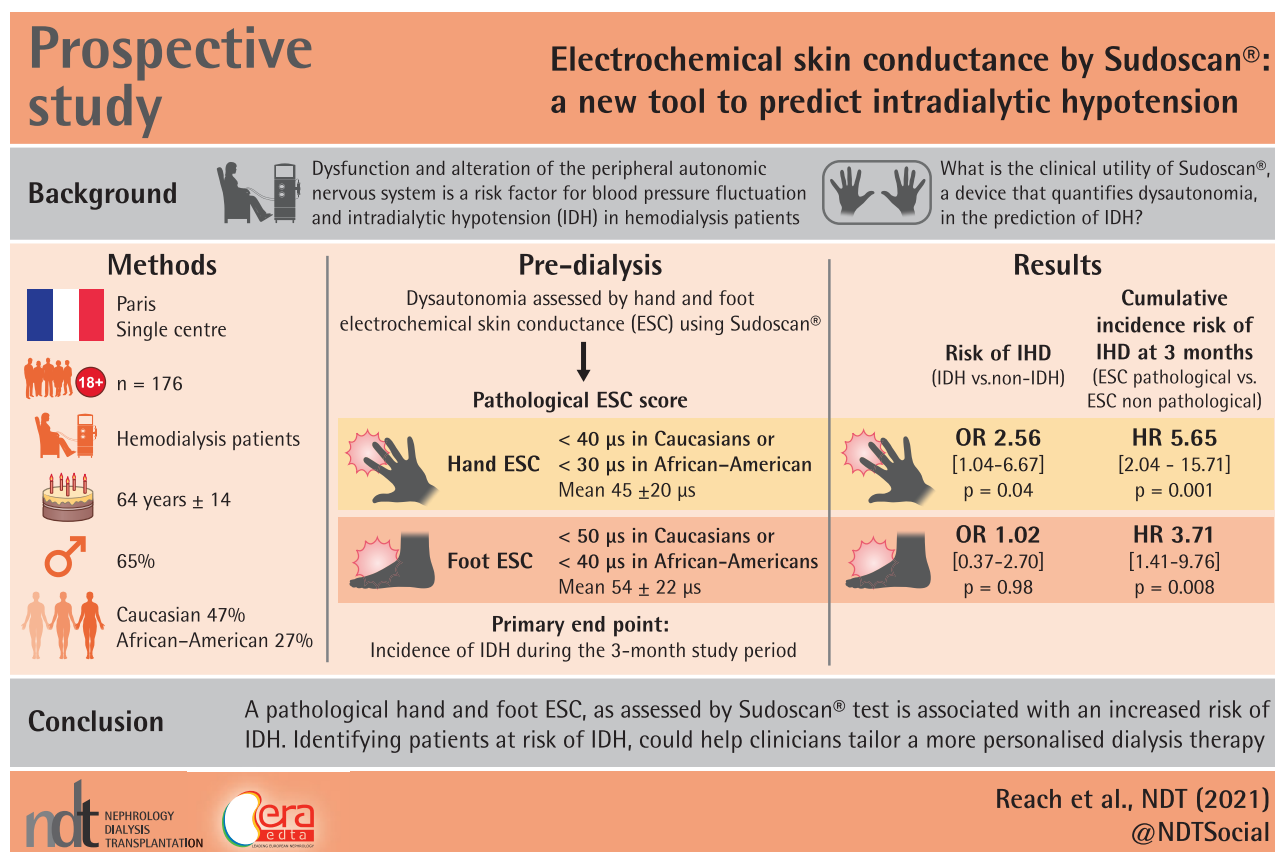 Prospective
study
Electrochemical skin conductance by Sudoscan®:
a new tool to predict intradialytic hypotension
Background
Dysfunction and alteration of the peripheral autonomic
nervous system is a risk factor for blood pressure fluctuation
and intradialytic hypotension (IDH) in hemodialysis patients
What is the clinical utility of Sudoscan®,
a device that quantifies dysautonomia,
in the prediction of IDH?
Methods
Paris
Single centre
18+
n = 176
Hemodialysis patients
64 years ± 14
65%
Caucasian 47%
African–American 27%
Pre-dialysis
Dysautonomia assessed by hand and foot
electrochemical skin conductance (ESC) using Sudoscan®
Pathological ESC score
Hand ESC
< 40 µs in Caucasians or
< 30 µs in African–American
Mean 45 ±20 µs
Foot ESC
< 50 µs in Caucasians or
< 40 µs in African–Americans
Mean 54 ± 22 µs
Primary end point:
Incidence of IDH during the 3-month study period
Results
Risk of IHD
(IDH vs.non-IDH)
Cumulative
incidence risk of
IHD at 3 months
(ESC pathological vs.
ESC non pathological)
OR 2.56
[1.04-6.67]
p = 0.04
HR 5.65
[2.04 - 15.71]
p = 0.001
OR 1.02
[0.37-2.70]
p = 0.98
HR 3.71
[1.41-9.76]
p = 0.008
Conclusion
A pathological hand and foot ESC, as assessed by Sudoscan® test is associated with an increased risk of
IDH. Identifying patients at risk of IDH, could help clinicians tailor a more personalised dialysis therapy
ndt
NEPHROLOGY
DIALYSIS
TRANSPLANTATION
era
edta
LEADING EUROPEAN NEPHROLOGY
Reach et al., NDT (2021)
@NDTSocial